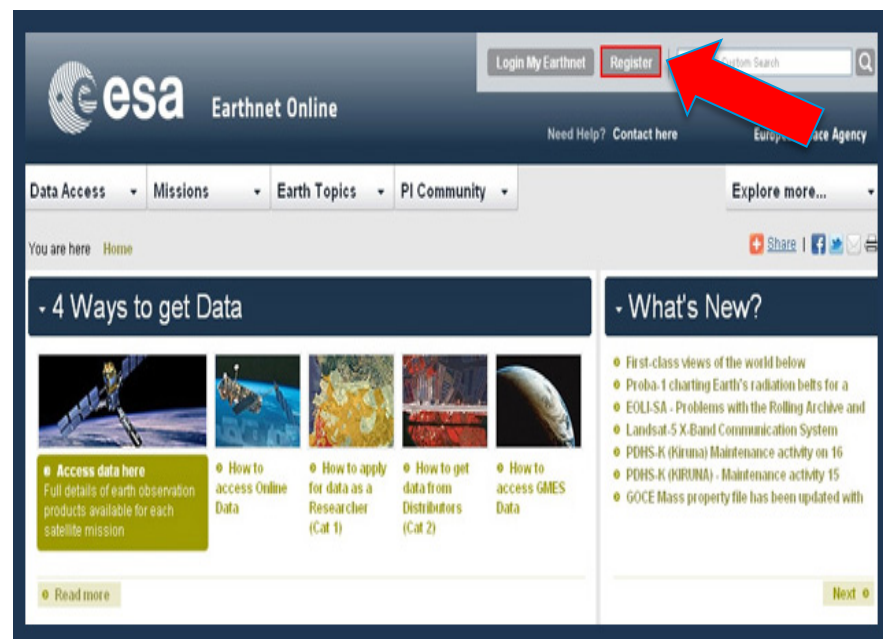 Login My Earthnet
Register
Custom Search
esa
Earthnet Online
Need Help? Contact here
Data Access
Missions
Earth Topics
PI Community
Explore more...
You are here Home
Share |
4 Ways to get Data
Access data here
Full details of earth observation
products available for each
satellite mission
How to
access Online
Data
How to apply
for data as a
Researcher
(Cat 1)
How to get
data from
Distributors
(Cat 2)
How to
access GMES
Data
Read more
What's New?
First-class views of the world below
Proba-1 charting Earth's radiation belts for a
EOLI-SA - Problems with the Rolling Archive and
Landsat-5 X-Band Communication System
PDHS-K (Kiruna) Maintenance activity on 16
PDHS-K (KIRUNA) - Maintenance activity 15
GOCE Mass property file has been updated with
Next